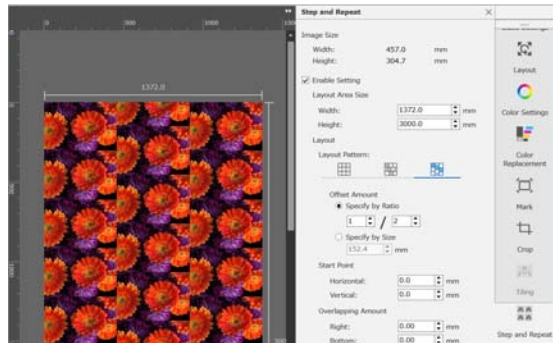 Step and Repeat
Image Size
Width: 457.0 mm
Height: 304.7 mm
Enable Setting
Layout Area Size
Width: 1372.0 mm
Height: 3000.0 mm
Layout
Layout Pattern:
Offset Amount
Specify by Ratio
1 / 2
Specify by Size
152.4 mm
Start Point
Horizontal: 0.0 mm
Vertical: 0.0 mm
Overlapping Amount
Right: 0.00 mm
Bottom: 0.00 mm
0 500 1000
1372.0
Layout
Color Settings
Color
Replacement
Mark
Crop
Tiling
Step and Repeat